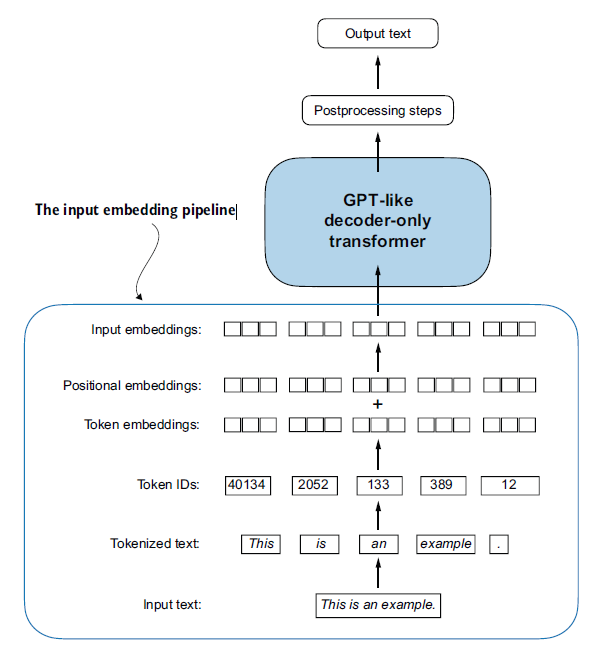 Output text
Postprocessing steps
GPT-like
decoder-only
transformer
The input embedding pipeline
Input embeddings:
Positional embeddings:
+
Token embeddings:
Token IDs: 40134 2052 133 389 12
Tokenized text: This is an example .
Input text: This is an example.